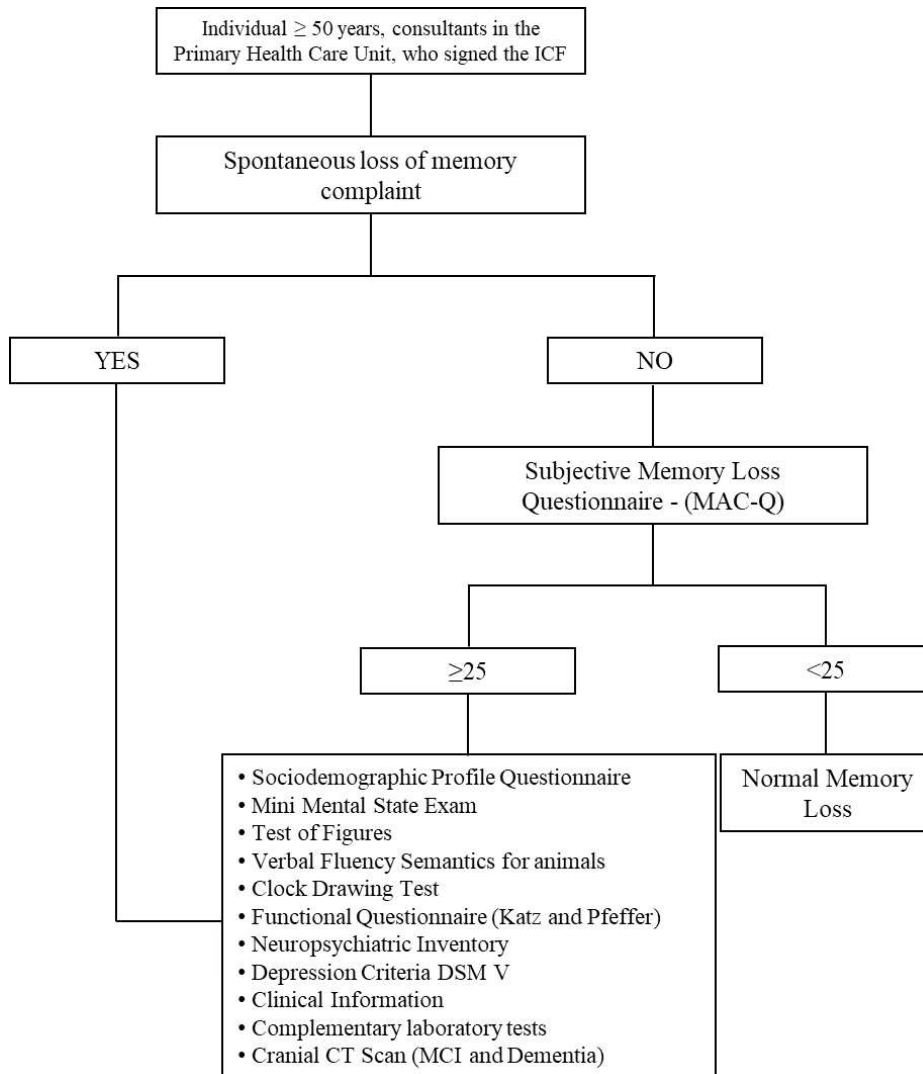 Individual ≥ 50 years, consultants in the
Primary Health Care Unit, who signed the ICF
Spontaneous loss of memory
complaint
YES
NO
Subjective Memory Loss
Questionnaire - (MAC-Q)
≥25
<25
• Sociodemographic Profile Questionnaire
• Mini Mental State Exam
• Test of Figures
• Verbal Fluency Semantics for animals
• Clock Drawing Test
• Functional Questionnaire (Katz and Pfeffer)
• Neuropsychiatric Inventory
• Depression Criteria DSM V
• Clinical Information
• Complementary laboratory tests
• Cranial CT Scan (MCI and Dementia)
Normal Memory
Loss